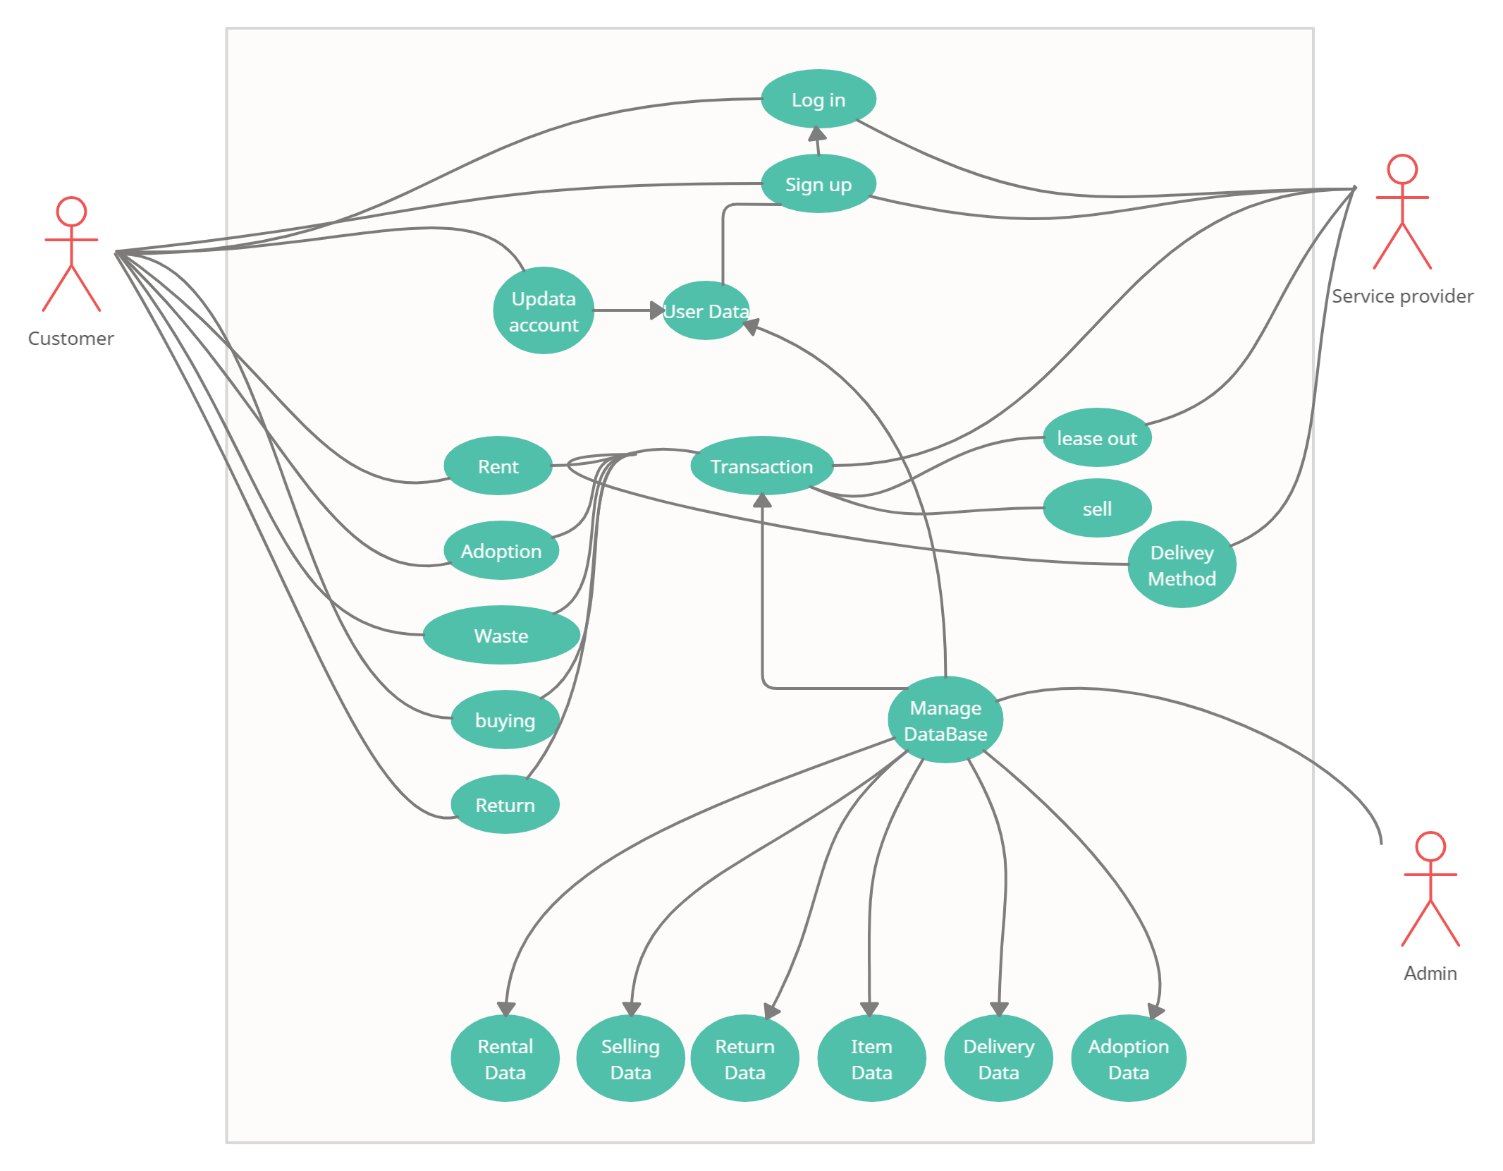 Log in
Sign up
Customer
Service provider
Updata
account
User Data
Rent
Transaction
lease out
sell
Adoption
Delivey
Method
Waste
buying
Manage
DataBase
Return
Admin
Rental
Data
Selling
Data
Return
Data
Item
Data
Delivery
Data
Adoption
Data